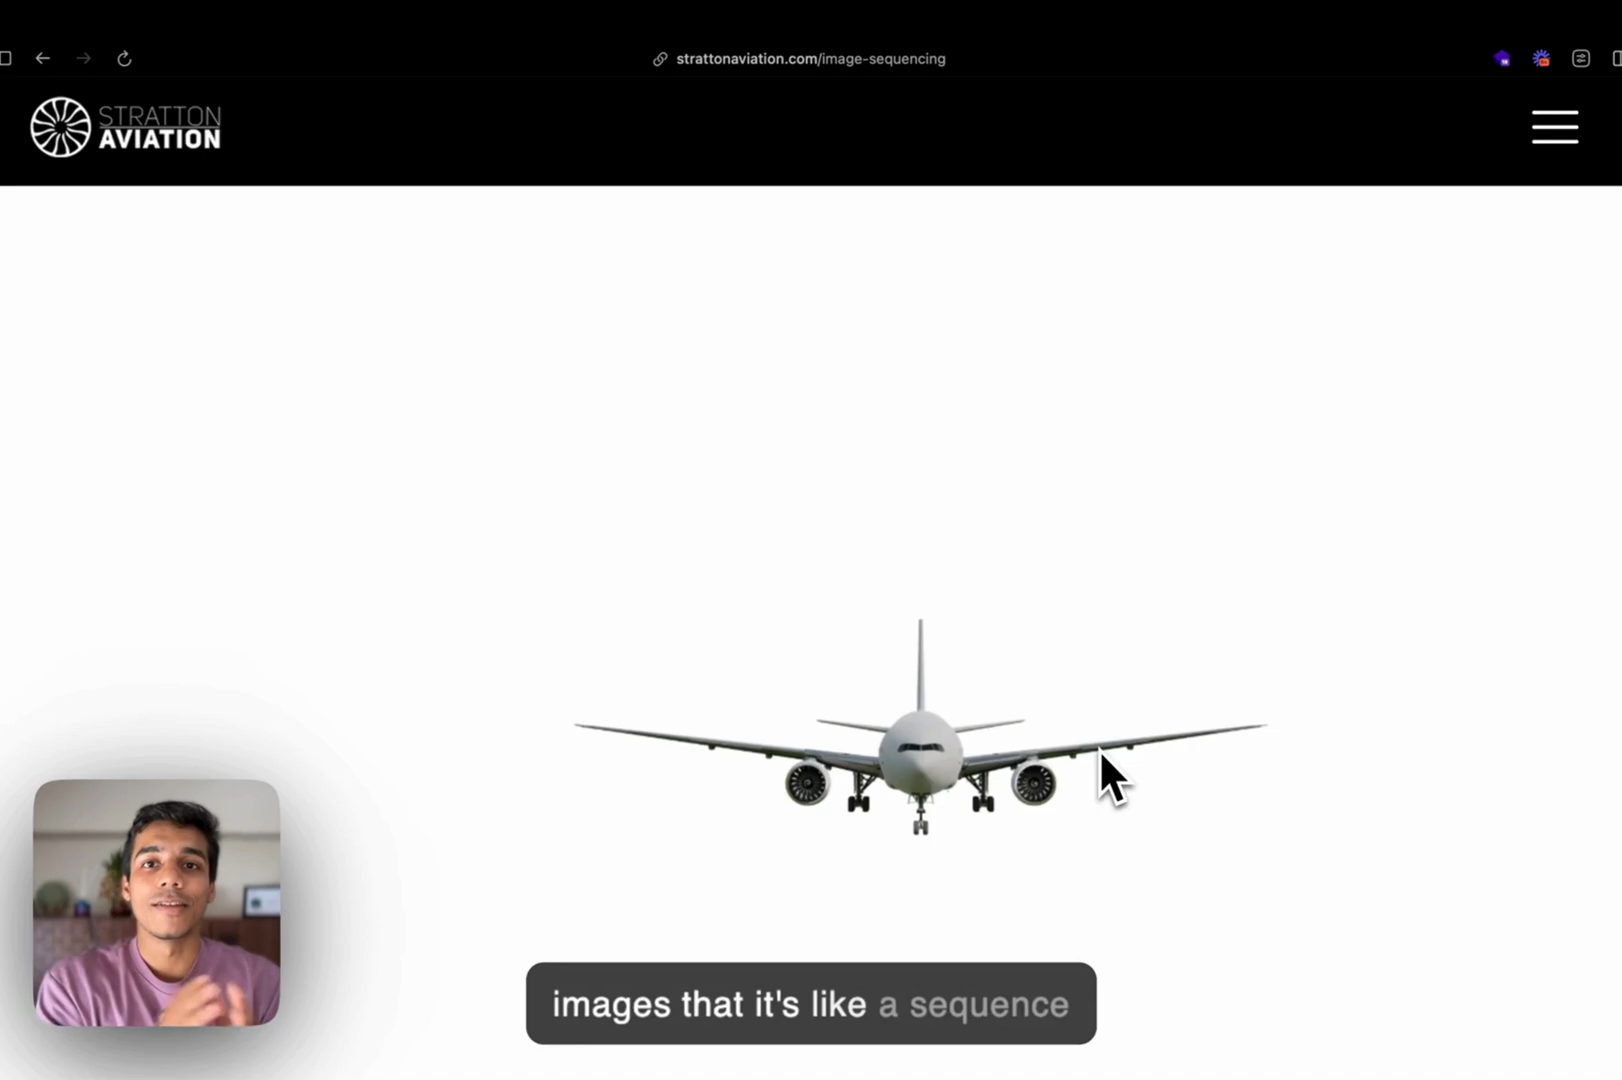 strattonaviation.com/image-sequencing
STRATTON
AVIATION
images that it's like a sequence